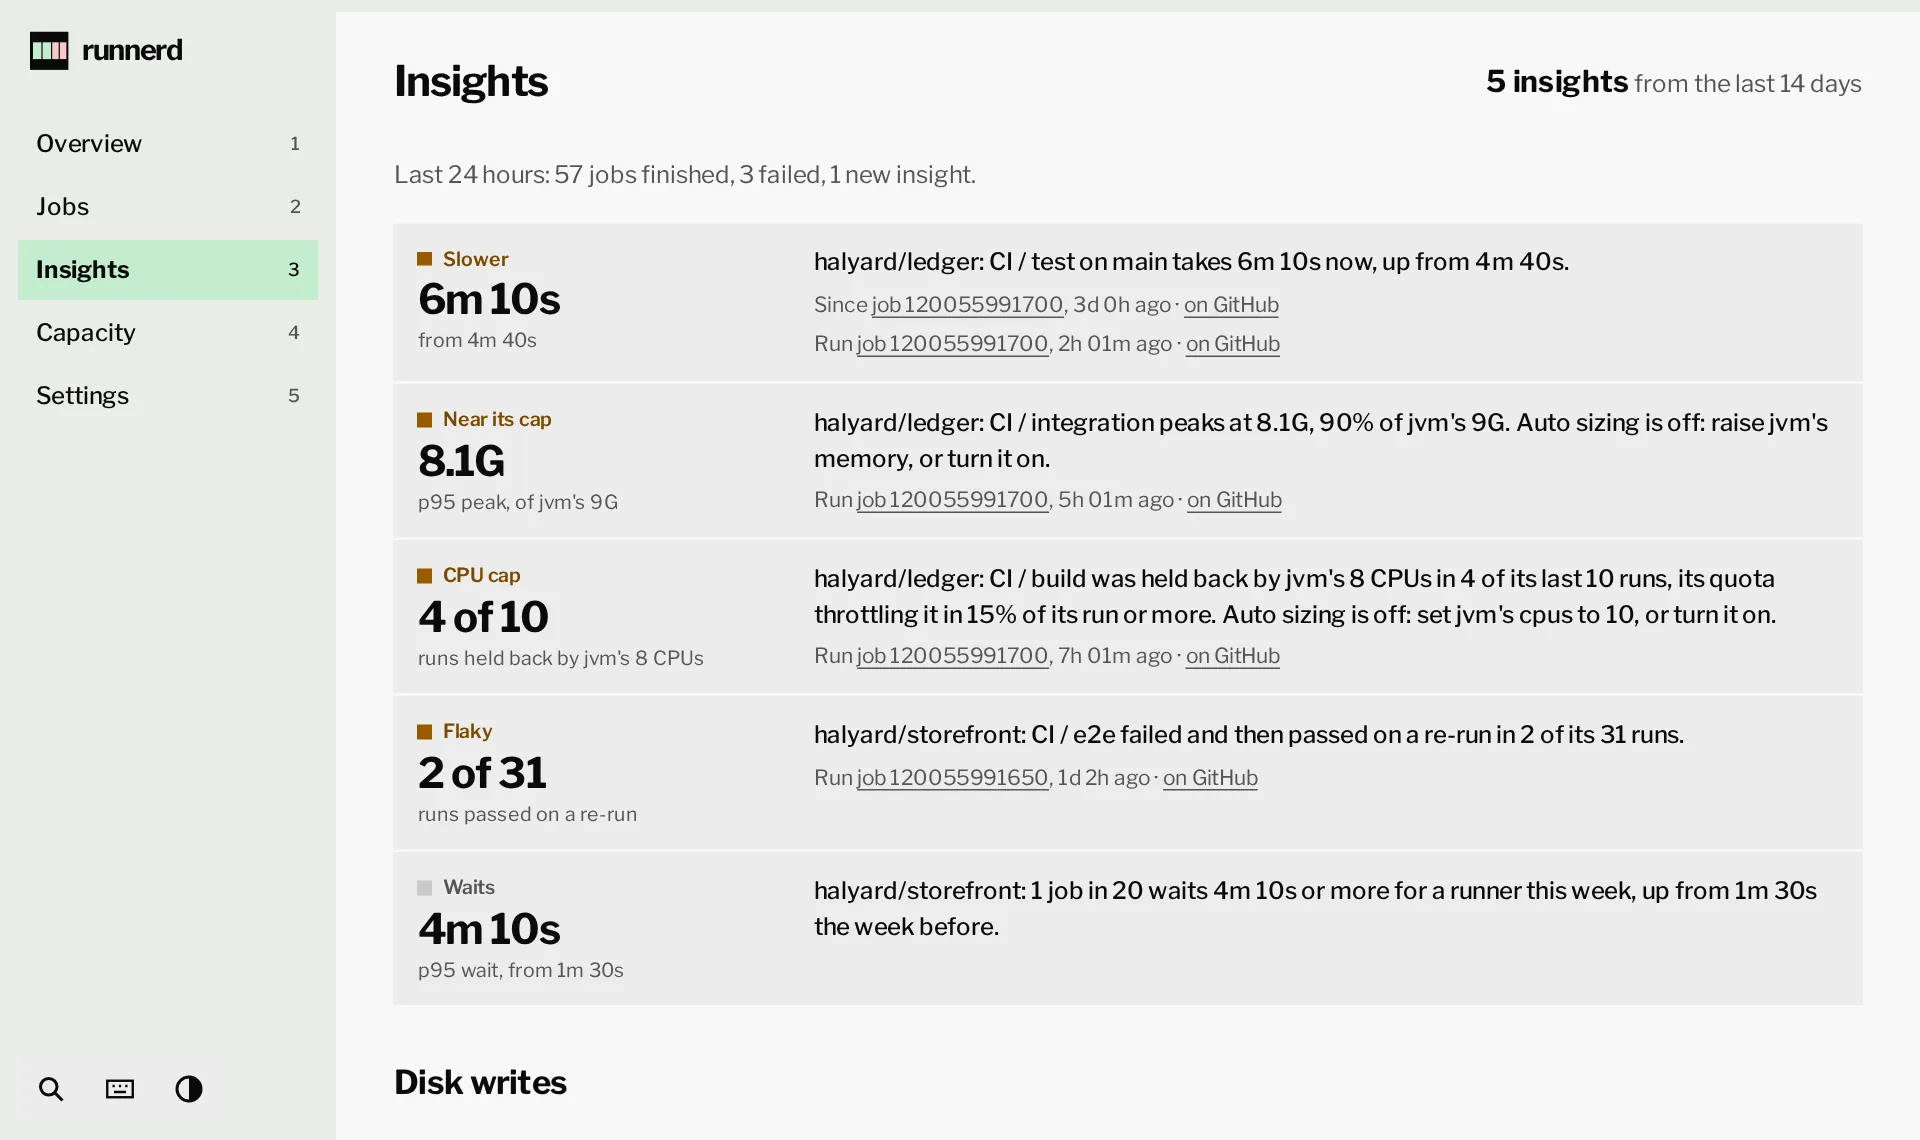 runnerd
Overview 1
Jobs 2
Insights 3
Capacity 4
Settings 5
Insights
5 insights from the last 14 days
Last 24 hours: 57 jobs finished, 3 failed, 1 new insight.
Slower
6m 10s
from 4m 40s
halyard/ledger: CI / test on main takes 6m 10s now, up from 4m 40s.
Since job 120055991700, 3d 0h ago · on GitHub
Run job 120055991700, 2h 01m ago · on GitHub
Near its cap
8.1G
p95 peak, of jvm's 9G
halyard/ledger: CI / integration peaks at 8.1G, 90% of jvm's 9G. Auto sizing is off: raise jvm's
memory, or turn it on.
Run job 120055991700, 5h 01m ago · on GitHub
CPU cap
4 of 10
runs held back by jvm's 8 CPUs
halyard/ledger: CI / build was held back by jvm's 8 CPUs in 4 of its last 10 runs, its quota
throttling it in 15% of its run or more. Auto sizing is off: set jvm's cpus to 10, or turn it on.
Run job 120055991700, 7h 01m ago · on GitHub
Flaky
2 of 31
runs passed on a re-run
halyard/storefront: CI / e2e failed and then passed on a re-run in 2 of its 31 runs.
Run job 120055991650, 1d 2h ago · on GitHub
Waits
4m 10s
p95 wait, from 1m 30s
halyard/storefront: 1 job in 20 waits 4m 10s or more for a runner this week, up from 1m 30s
the week before.
Disk writes